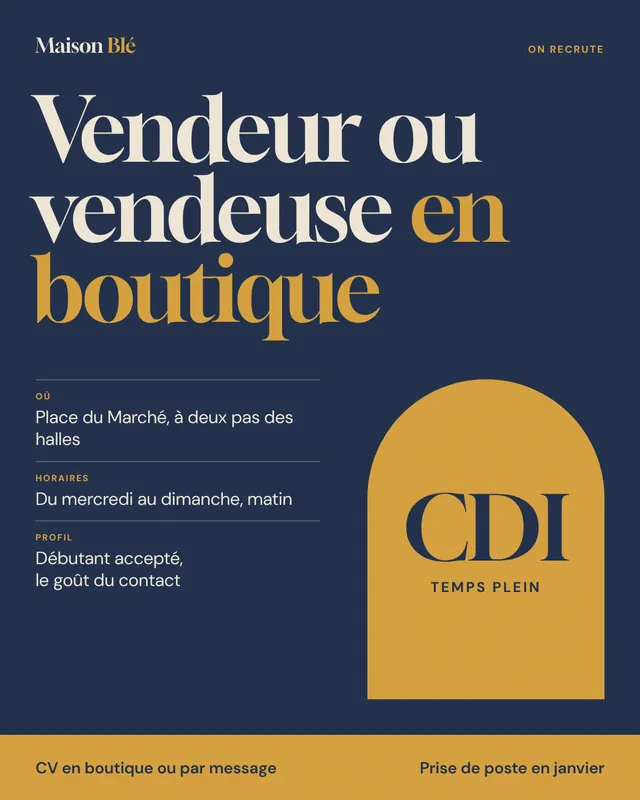 Maison Blé
ON RECRUTE
Vendeur ou
vendeuse en
boutique
OÙ
Place du Marché, à deux pas des
halles
HORAIRES
Du mercredi au dimanche, matin
PROFIL
Débutant accepté,
le goût du contact
CDI
TEMPS PLEIN
CV en boutique ou par message
Prise de poste en janvier